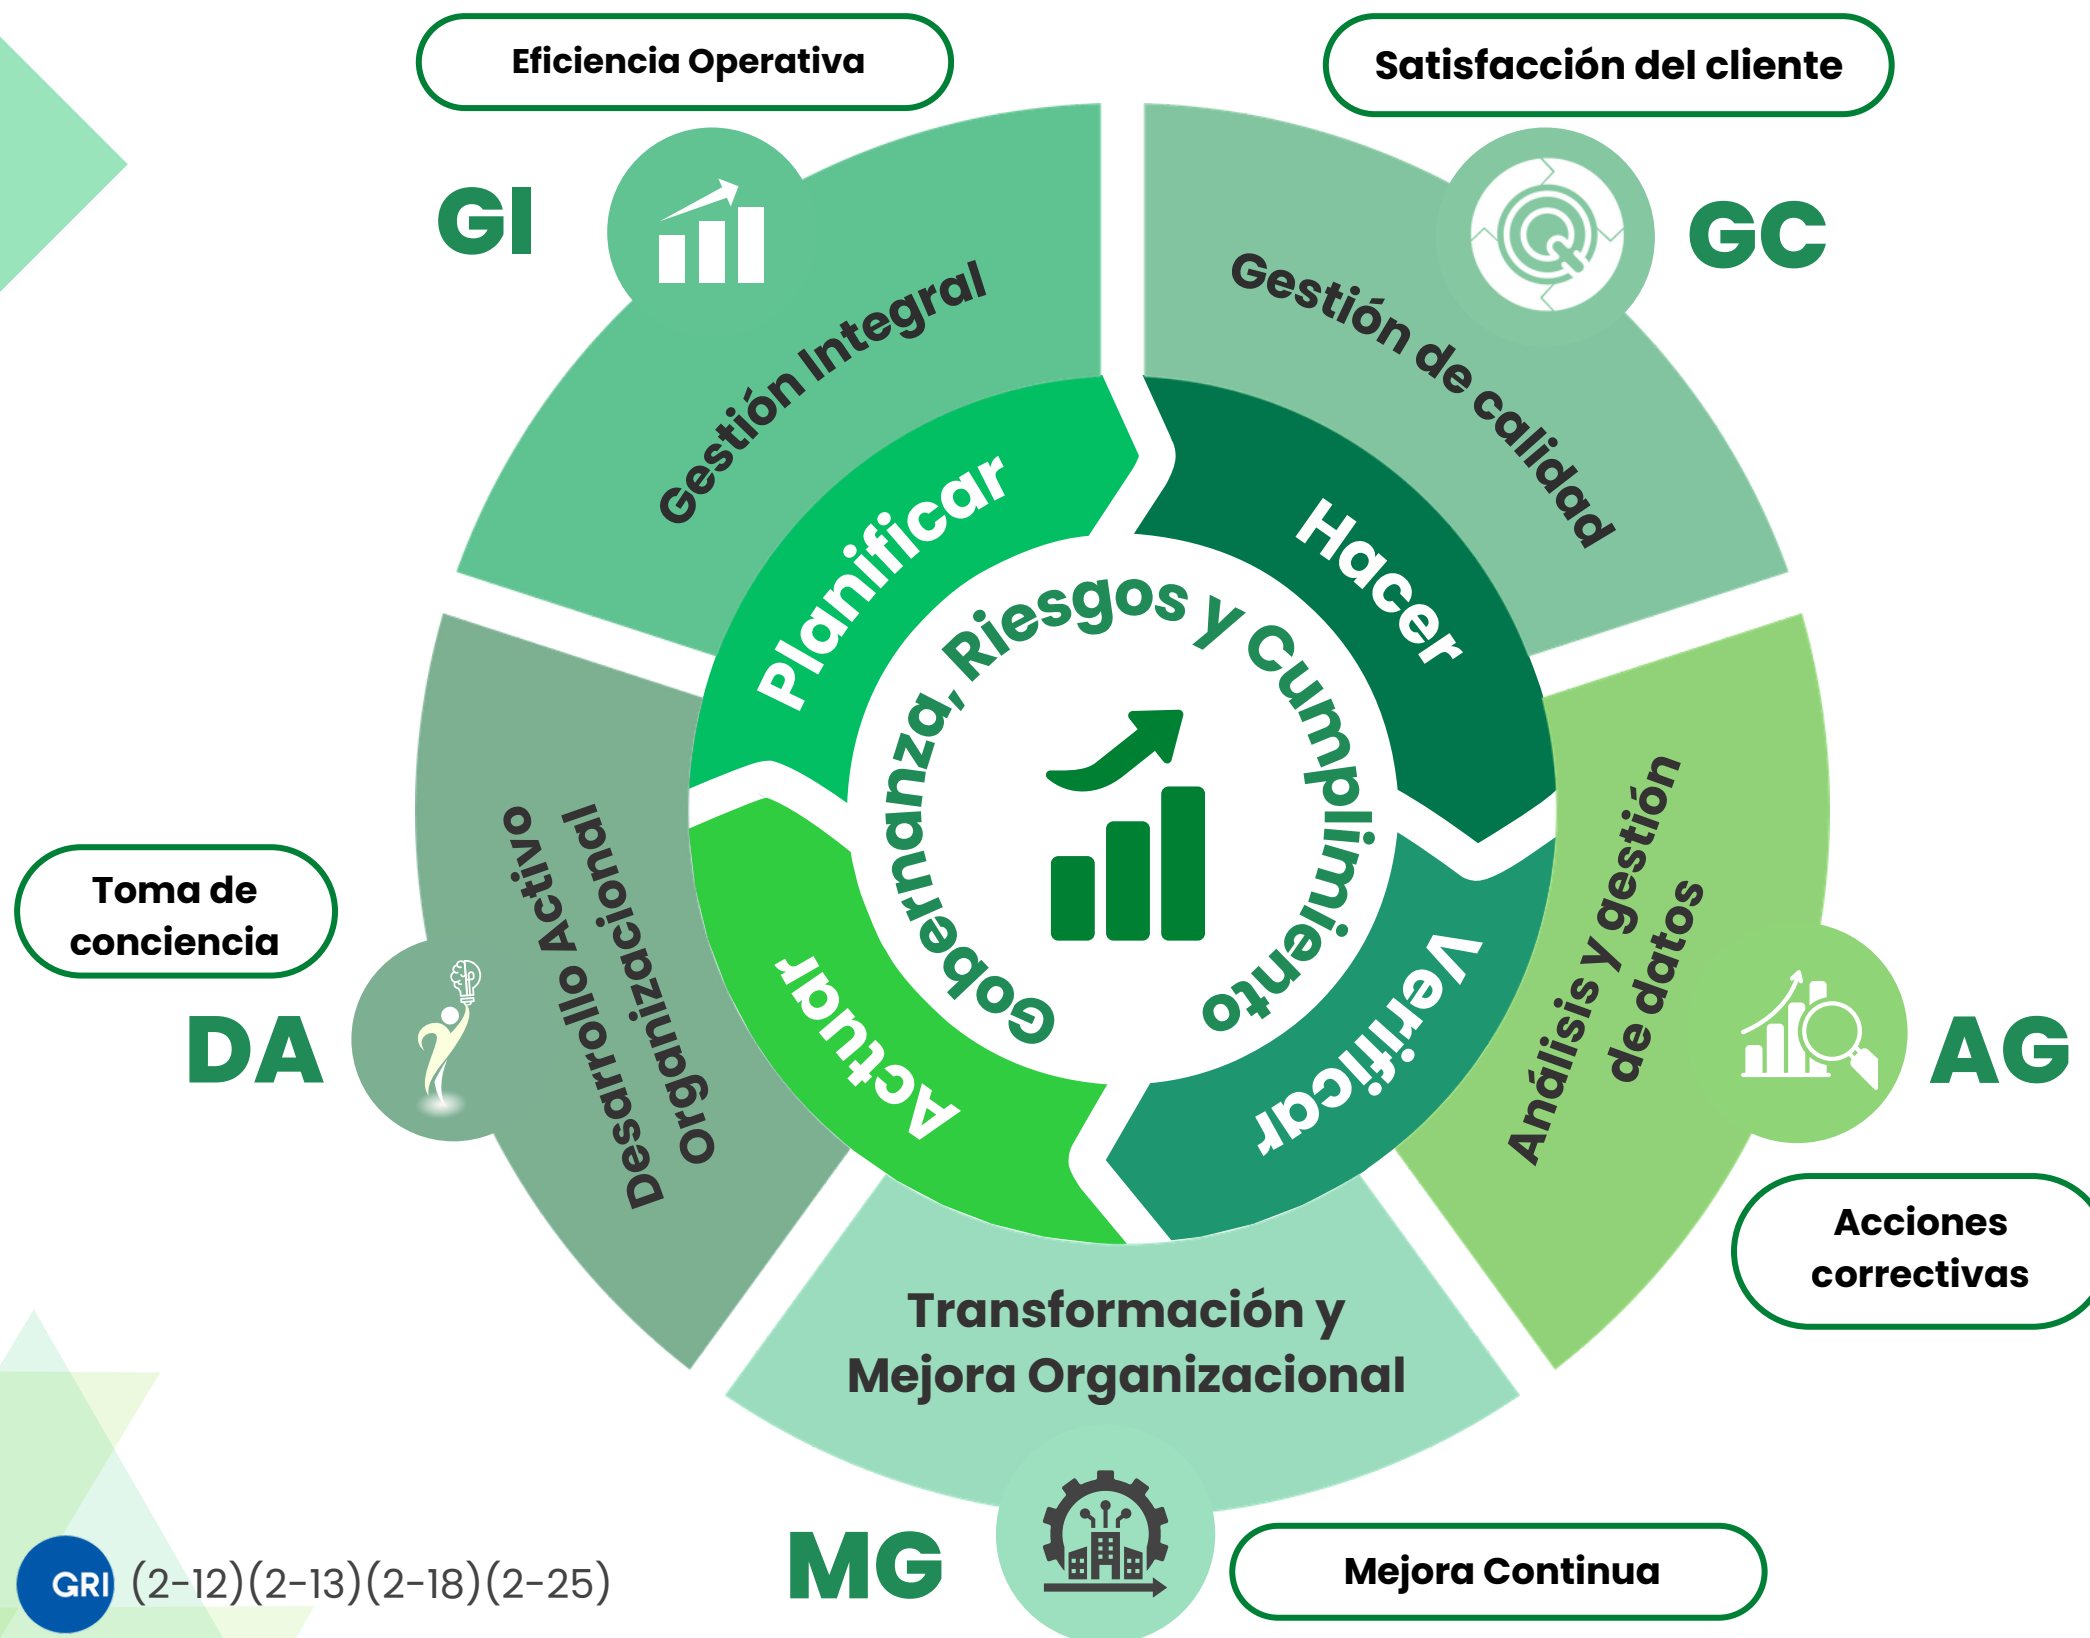 Eficiencia Operativa
Satisfacción del cliente
GI
GC
Gestión Integral
Gestión de calidad
Planificar
Hacer
Gobernanza, Riesgos y Cumplimiento
Desarrollo Activo
Organizacional
Análisis y gestión
de datos
Toma de
conciencia
DA
Actuar
Verificar
AG
Acciones
correctivas
Transformación y
Mejora Organizacional
MG
Mejora Continua
GRI (2-12)(2-13)(2-18)(2-25)